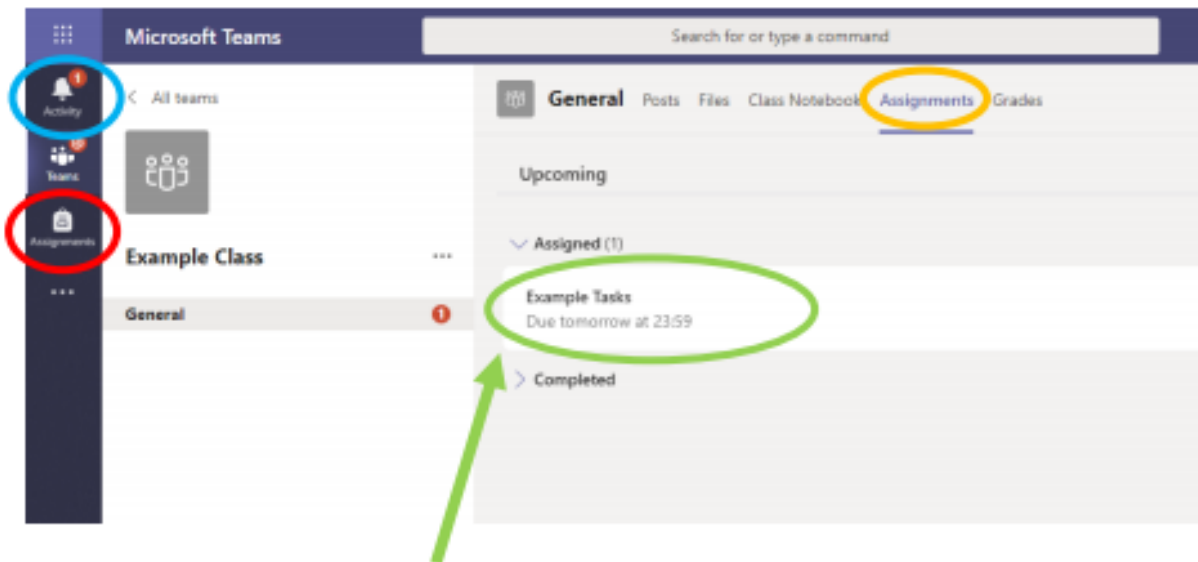 Microsoft Teams
Search for or type a command
1
Activity
Teams
Assignments
< All teams
Example Class
...
General
1
General Posts Files Class Notebook Assignments Grades
Upcoming
Assigned (1)
Example Tasks
Due tomorrow at 23:59
Completed